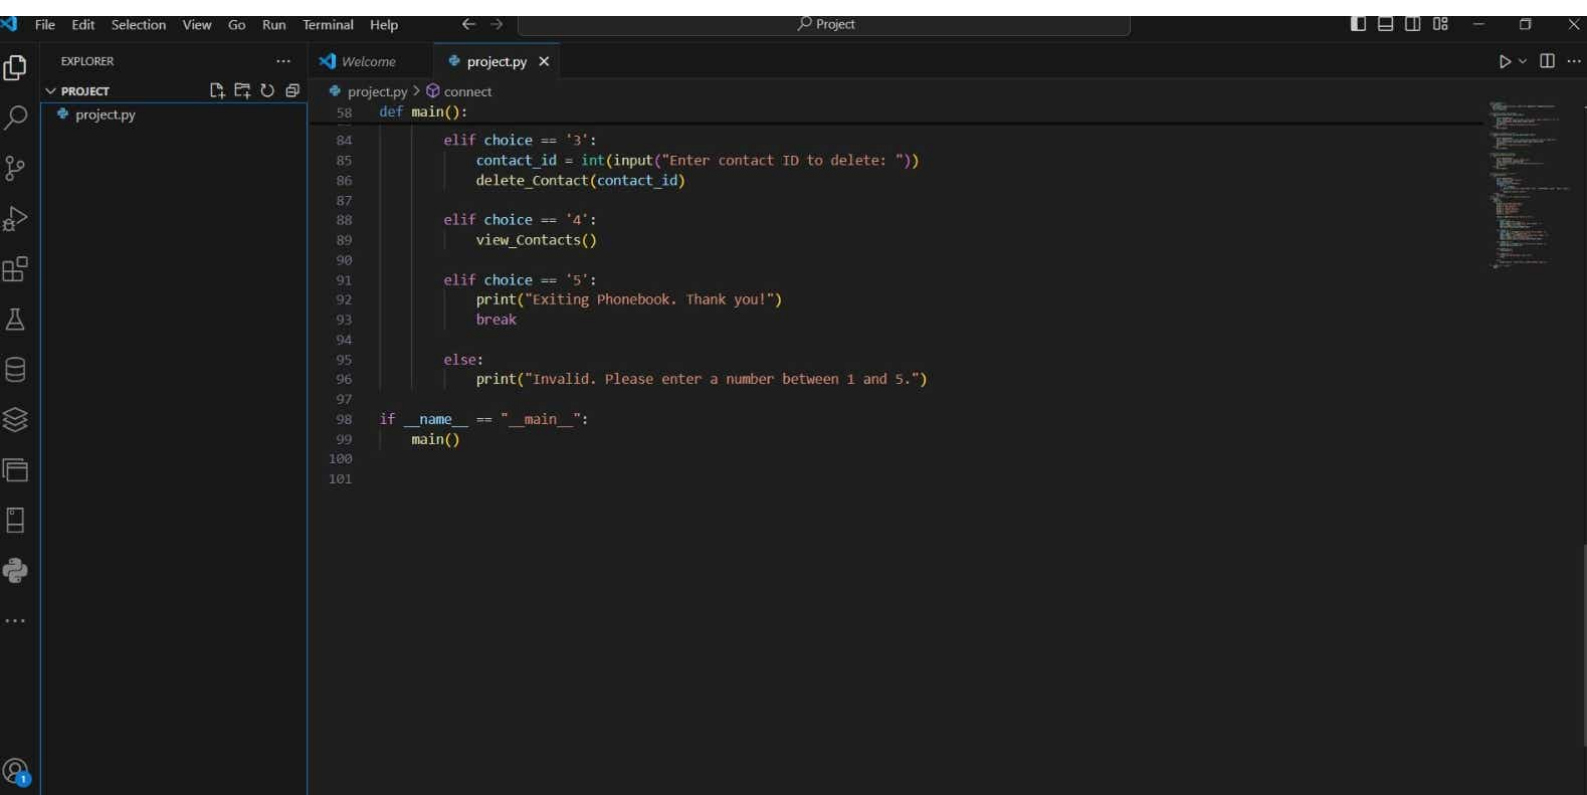 File Edit Selection View Go Run Terminal Help
Project
EXPLORER
Welcome
project.py
PROJECT
project.py
project.py > connect
58 def main():
84 elif choice == '3':
85 contact_id = int(input("Enter contact ID to delete: "))
86 delete_Contact(contact_id)
87
88 elif choice == '4':
89 view_Contacts()
90
91 elif choice == '5':
92 print("Exiting Phonebook. Thank you!")
93 break
94
95 else:
96 print("Invalid. Please enter a number between 1 and 5.")
97
98 if __name__ == "__main__":
99 main()
100
101
1